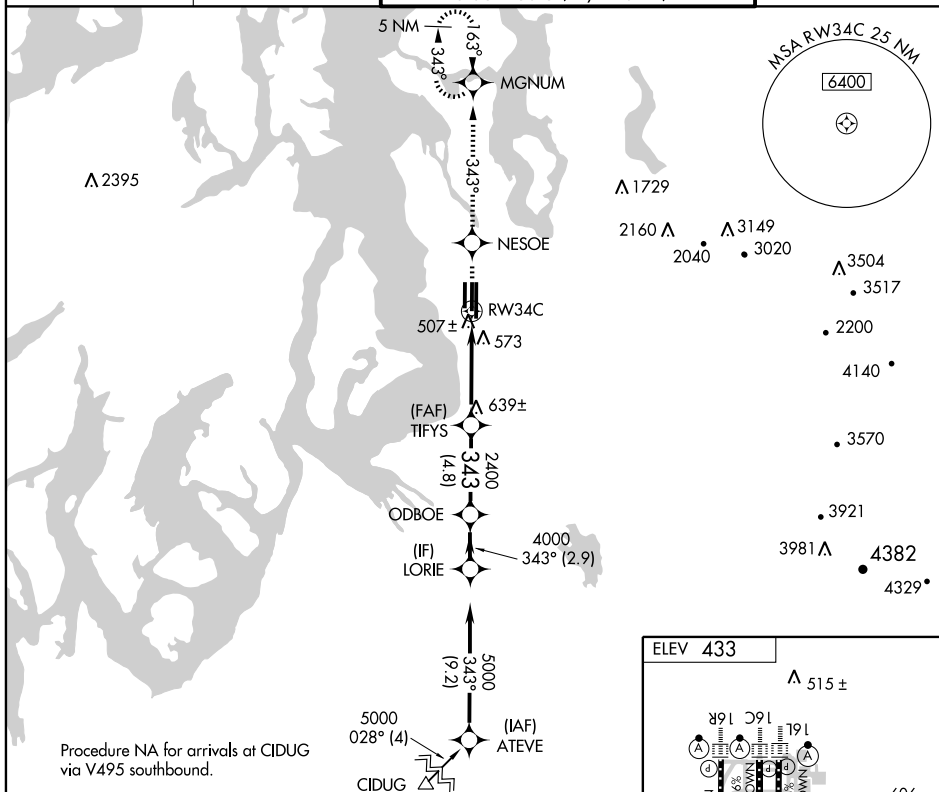 5 NM
163°
343°
MGNUM
MSA RW34C 25 NM
6400
2395
343°
1729
2160
3149
NESOE
2040
3020
3504
3517
RW34C
507±
573
2200
4140
639±
(FAF)
TIFYS
3570
2400
343
(4.8)
3921
ODBOE
4000
343° (2.9)
(IF)
LORIE
3981
4382
4329
ELEV 433
5000
343°
(9.2)
515 ±
16R 16C 16L
5000
028° (4)
(IAF)
ATEVE
A A A
P P P
Procedure NA for arrivals at CIDUG
via V495 southbound.
CIDUG